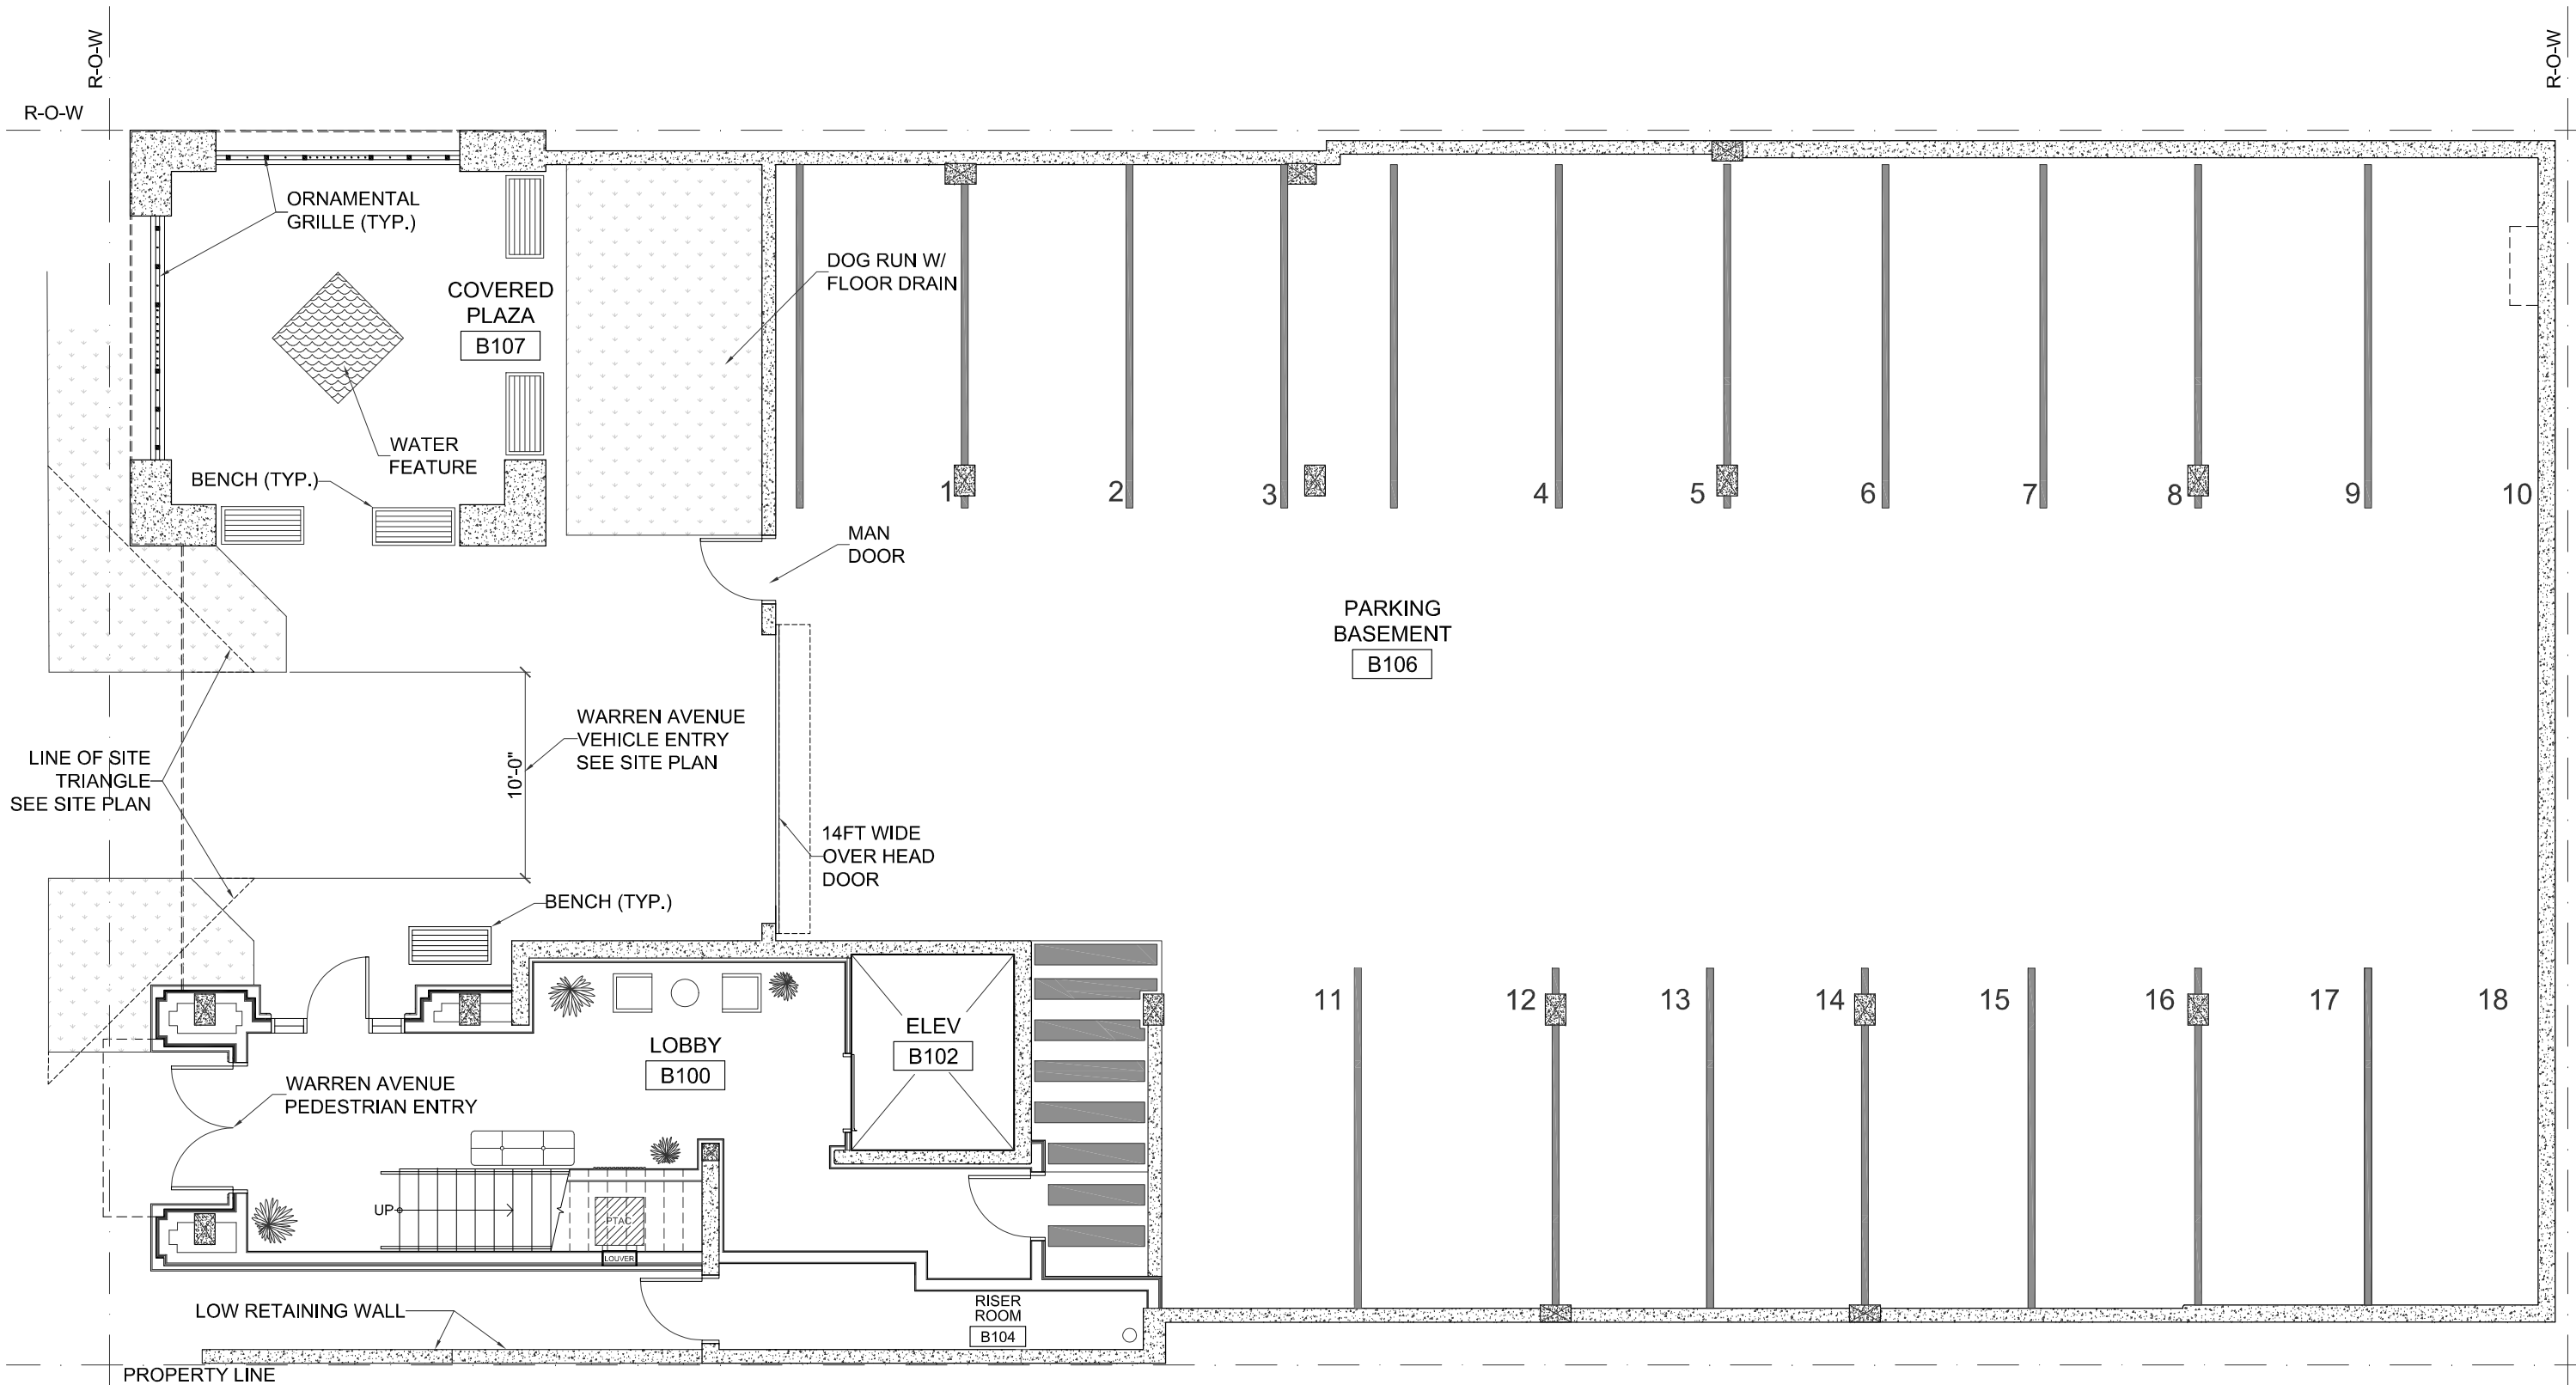 R-O-W
R-O-W
R-O-W
ORNAMENTAL
GRILLE (TYP.)
COVERED
PLAZA
B107
DOG RUN W/
FLOOR DRAIN
WATER
FEATURE
BENCH (TYP.)
1
2
3
4
5
6
7
8
9
10
MAN
DOOR
PARKING
BASEMENT
B106
WARREN AVENUE
VEHICLE ENTRY
SEE SITE PLAN
10'-0"
LINE OF SITE
TRIANGLE
SEE SITE PLAN
14FT WIDE
OVER HEAD
DOOR
BENCH (TYP.)
11
12
13
14
15
16
17
18
ELEV
B102
LOBBY
B100
WARREN AVENUE
PEDESTRIAN ENTRY
UP
PTAC
LOUVER
LOW RETAINING WALL
RISER
ROOM
B104
PROPERTY LINE